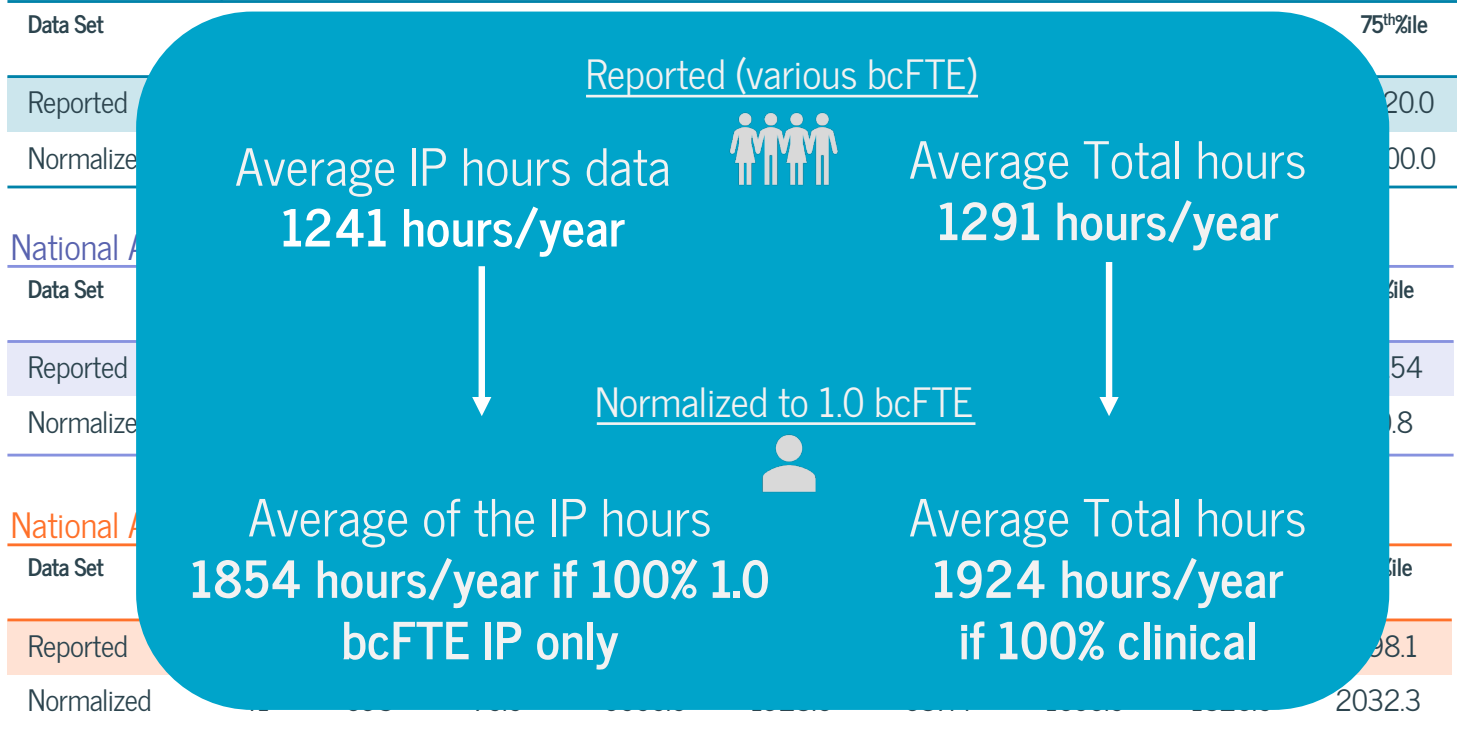 Data Set 75th%ile
Reported (various bcFTE)
Reported 20.0
Average IP hours data
1241 hours/year
Average Total hours
1291 hours/year
Normalize 00.0
National A
Data Set %ile
Reported 54
Normalized to 1.0 bcFTE
Normalize .8
National A
Average of the IP hours
1854 hours/year if 100% 1.0
bcFTE IP only
Average Total hours
1924 hours/year
if 100% clinical
Data Set %ile
Reported 98.1
Normalized 2032.3